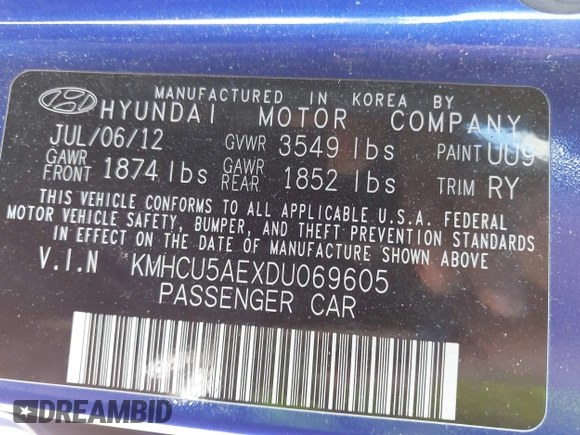 MANUFACTURED IN KOREA BY
HYUNDAI MOTOR COMPANY
JUL/06/12 GVWR 3549 lbs PAINT UU9
GAWR FRONT 1874 lbs GAWR REAR 1852 lbs TRIM RY
THIS VEHICLE CONFORMS TO ALL APPLICABLE U.S.A. FEDERAL
MOTOR VEHICLE SAFETY, BUMPER, AND THEFT PREVENTION STANDARDS
IN EFFECT ON THE DATE OF MANUFACTURE SHOWN ABOVE.
V.I.N KMHCU5AEXDU069605
PASSENGER CAR
DREAMBID